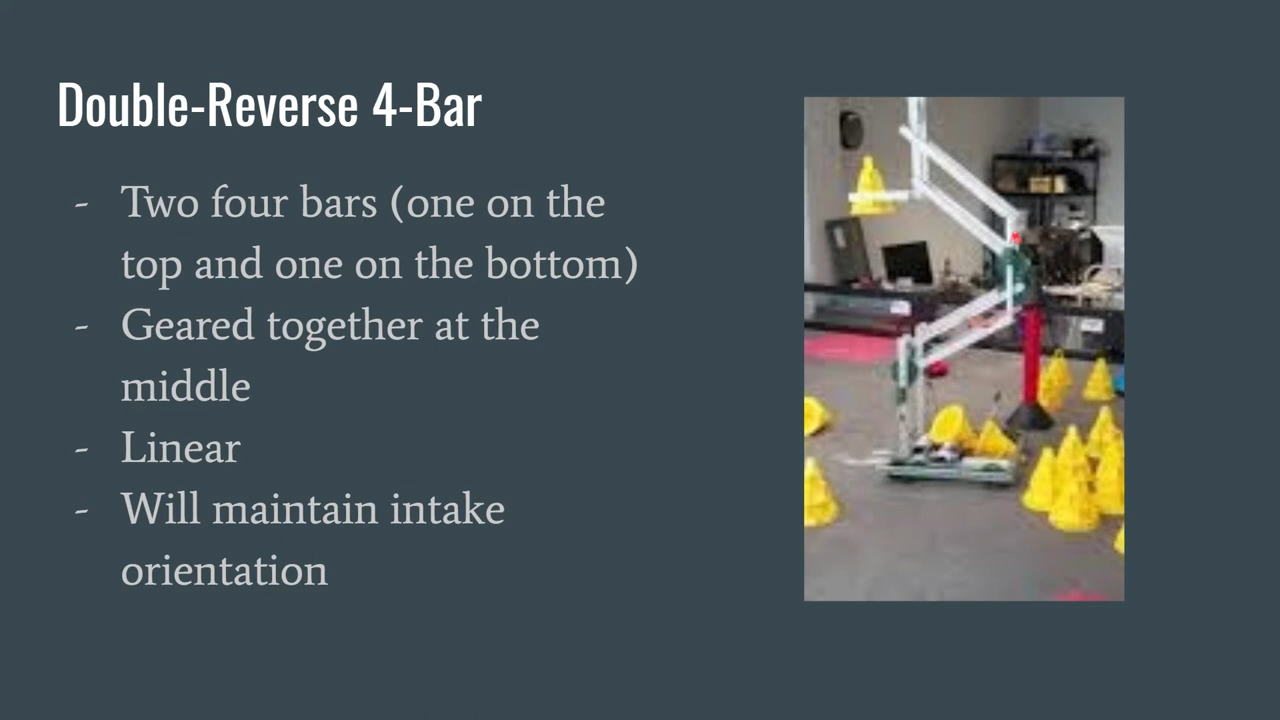 Double-Reverse 4-Bar
- Two four bars (one on the
top and one on the bottom)
- Geared together at the
middle
- Linear
- Will maintain intake
orientation